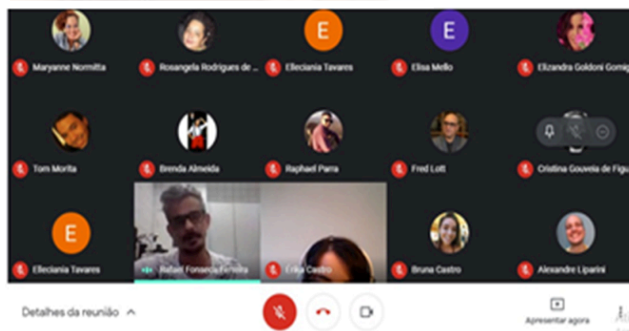 E
E
Maryanne Normitta
Rosangela Rodrigues de ...
Elleciania Tavares
Elisa Mello
Elizandra Goldoni Gomig
Tom Morita
Brenda Almeida
Raphael Parra
Fred Lott
Cristina Gouveia de Figu
E
Elleciania Tavares
Rafael Fonseca Ferreira
Erika Castro
Bruna Castro
Alexandre Liparini
Detalhes da reunião
Apresentar agora